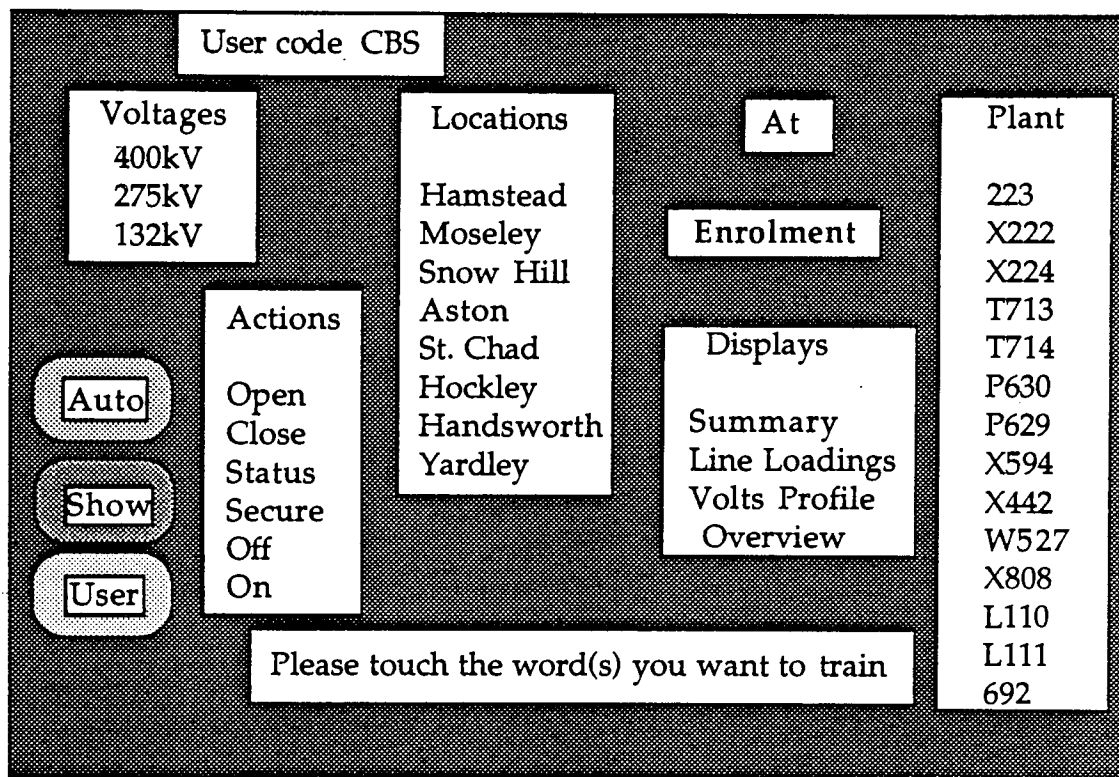 User code CBS
Voltages
400kV
275kV
132kV
Locations
Hamstead
Moseley
Snow Hill
Aston
St. Chad
Hockley
Handsworth
Yardley
At
Enrolment
Plant
223
X222
X224
T713
T714
P630
P629
X594
X442
W527
X808
L110
L111
692
Actions
Open
Close
Status
Secure
Off
On
Displays
Summary
Line Loadings
Volts Profile
Overview
Auto
Show
User
Please touch the word(s) you want to train